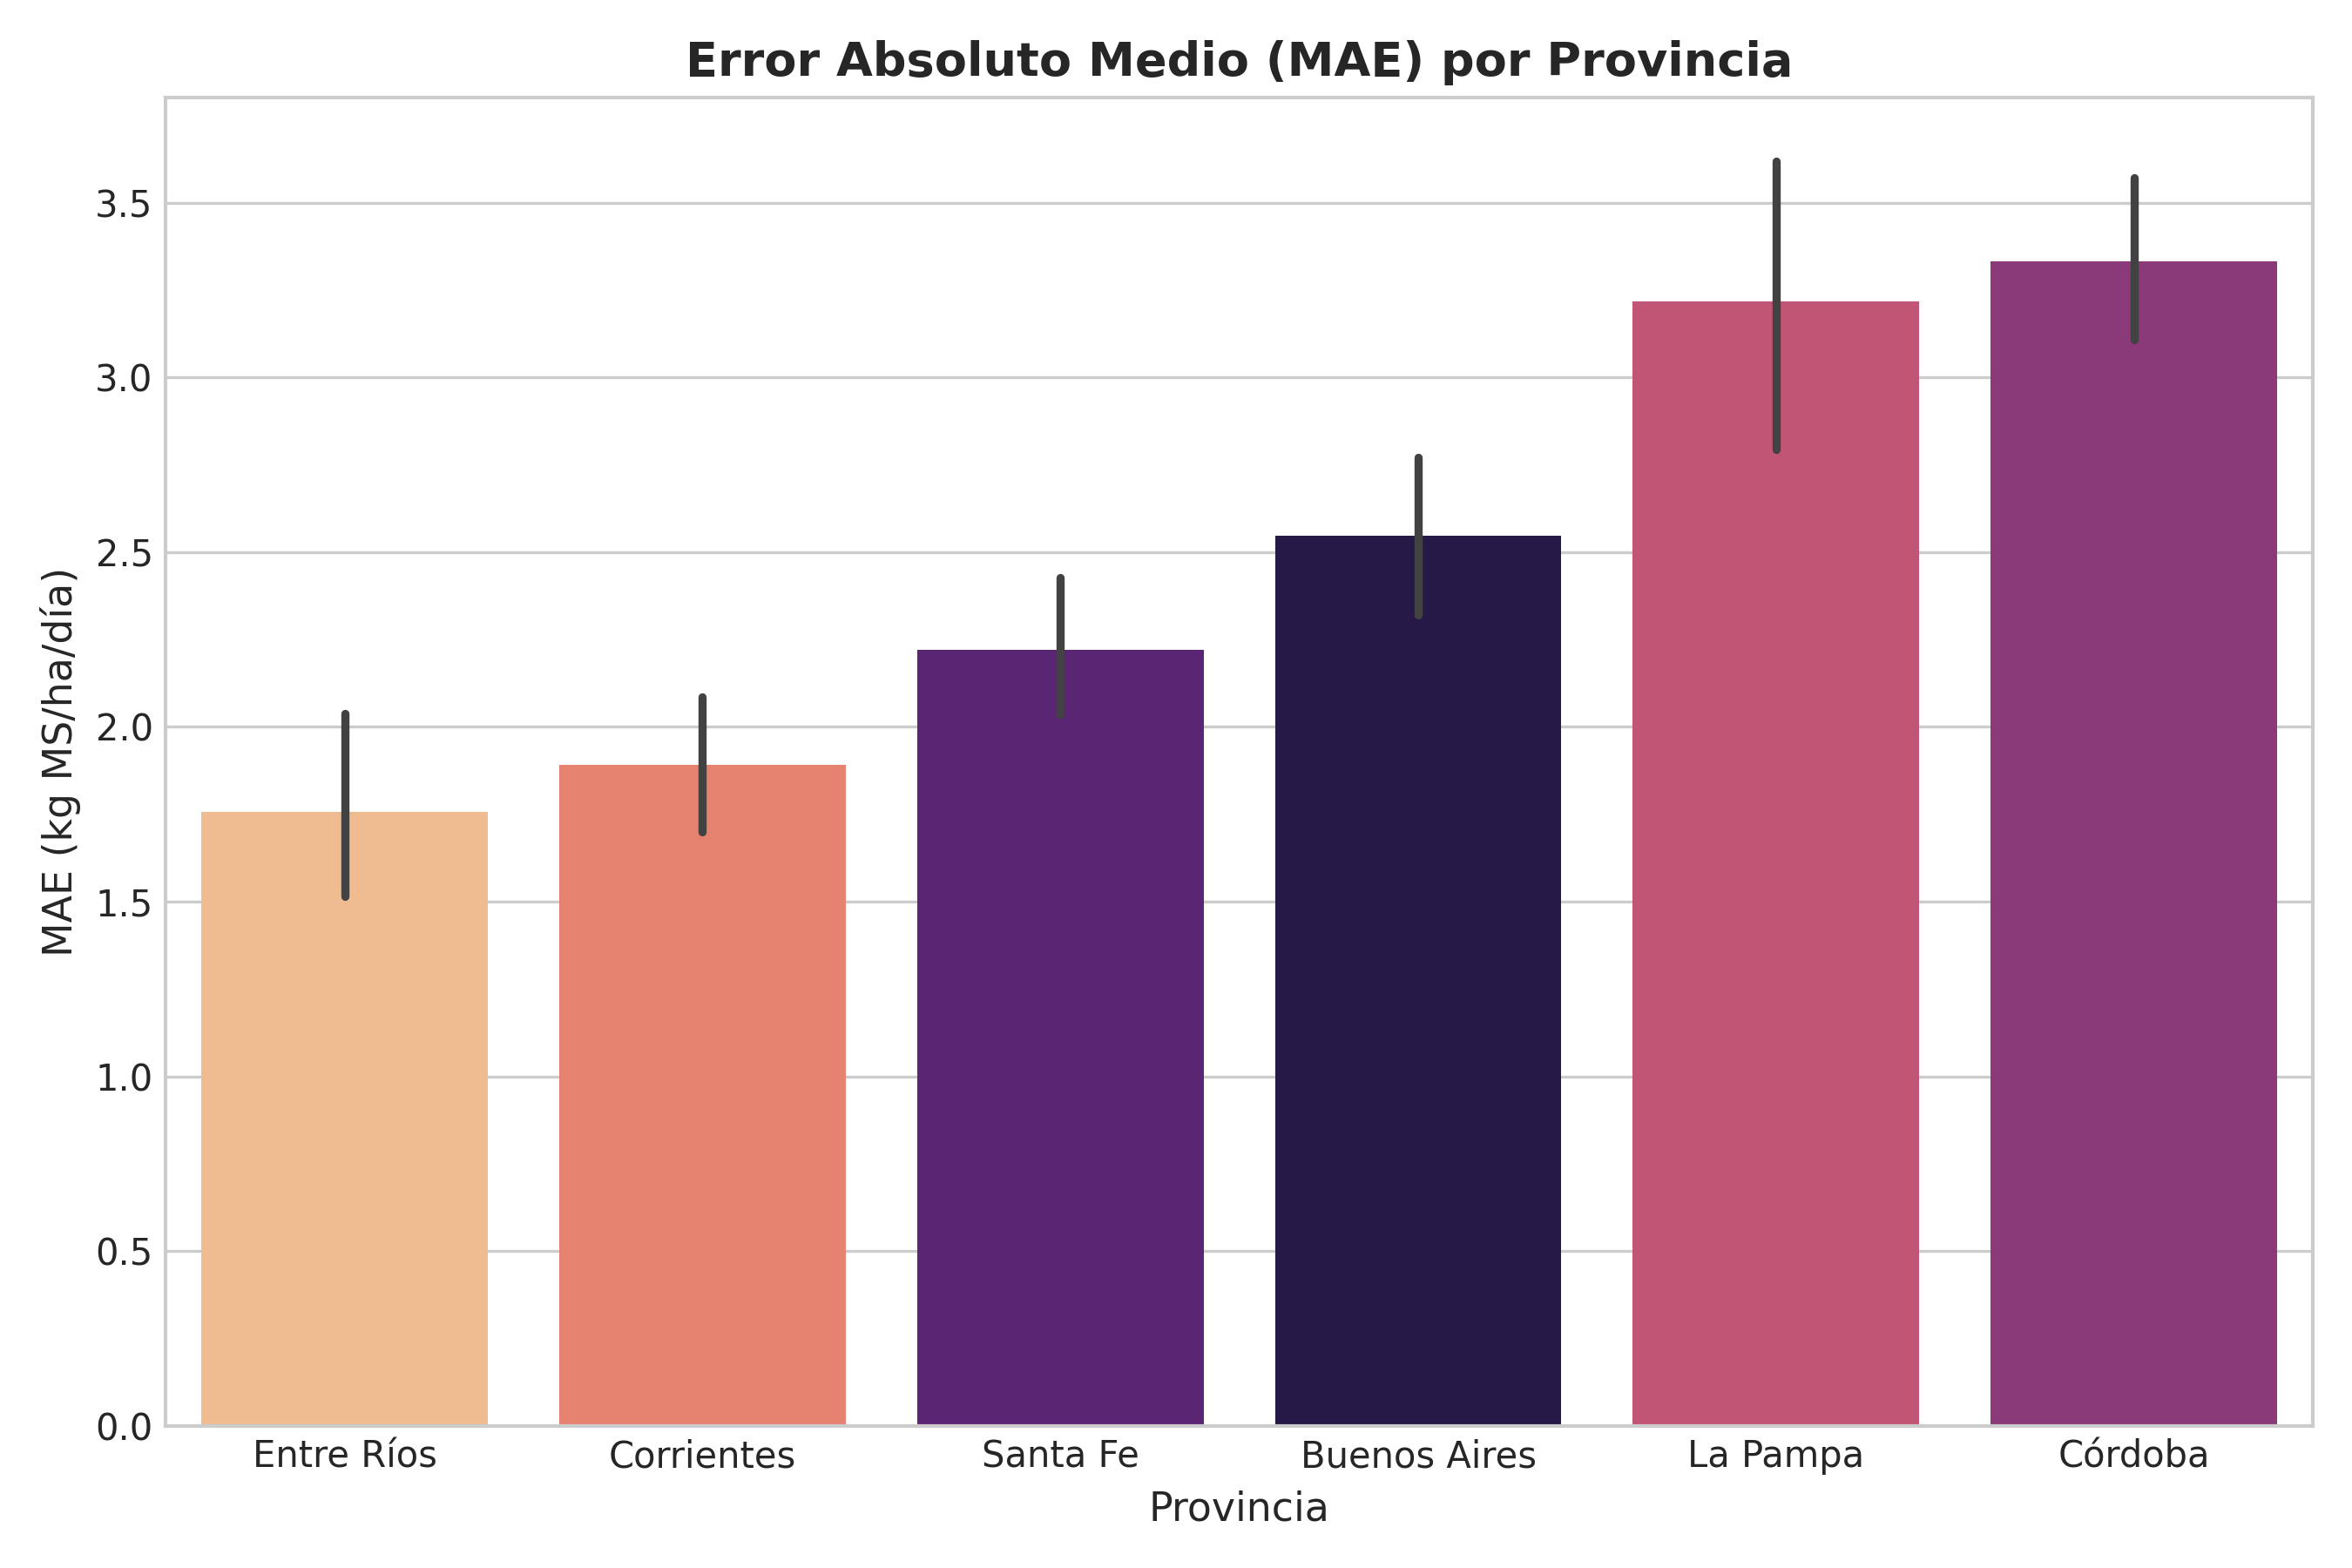 Error Absoluto Medio (MAE) por Provincia
MAE (kg MS/ha/día)
3.5
3.0
2.5
2.0
1.5
1.0
0.5
0.0
Entre Ríos
Corrientes
Santa Fe
Buenos Aires
La Pampa
Córdoba
Provincia